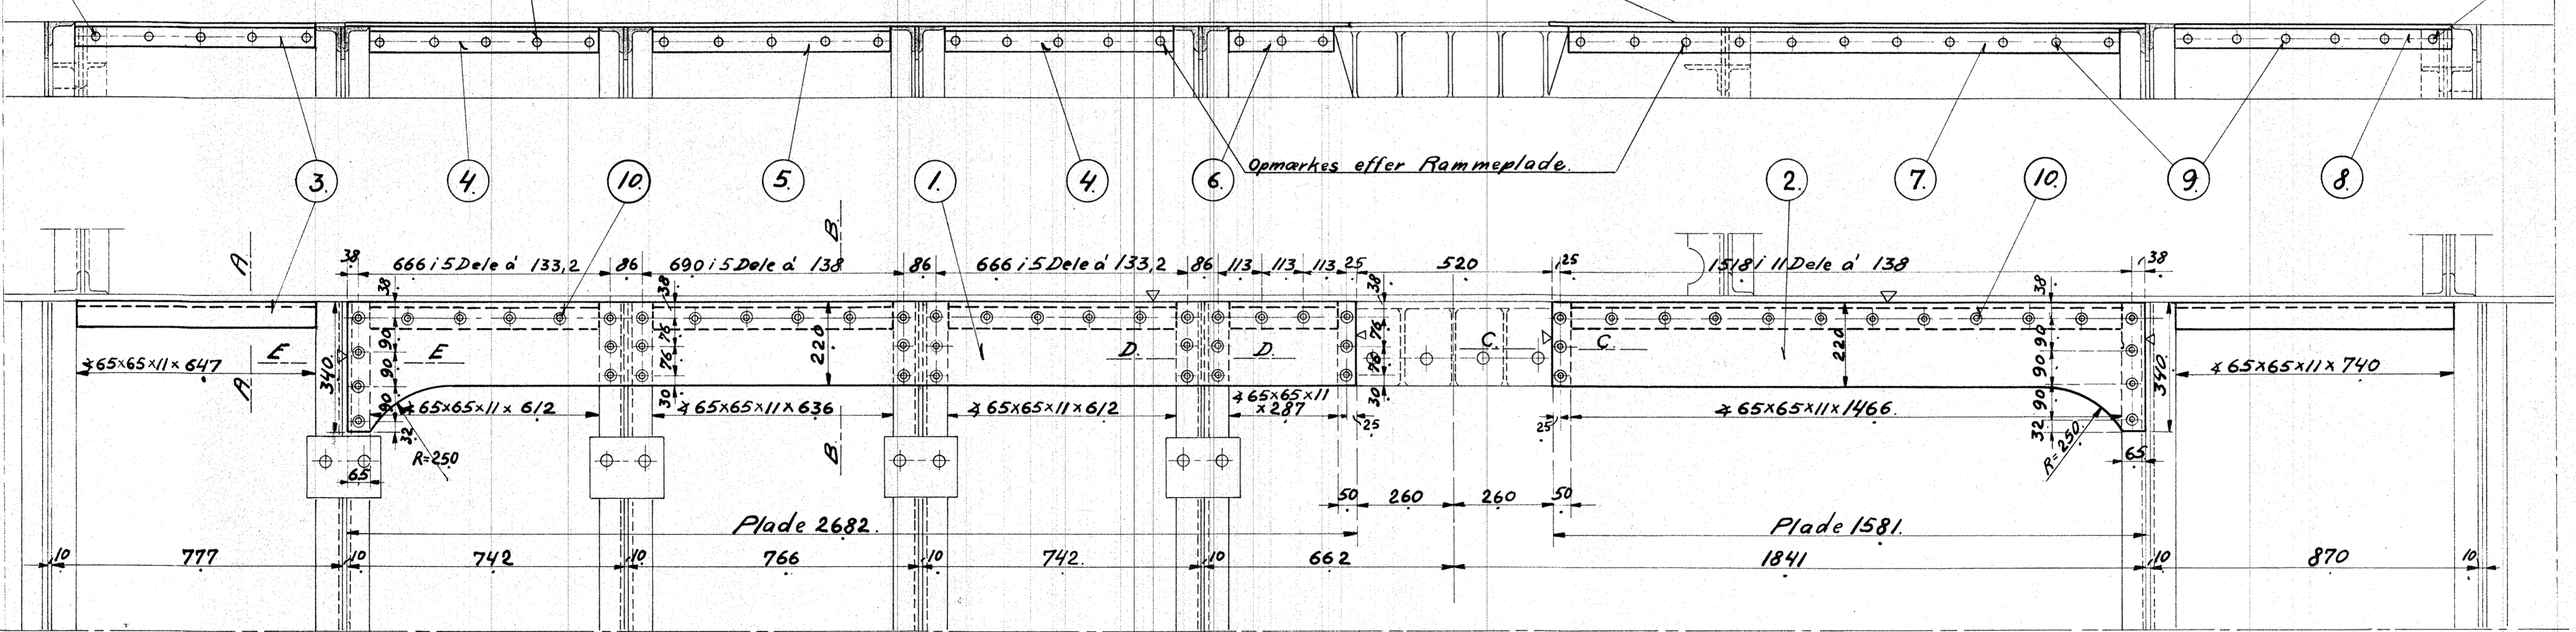 Opmærkes effer Rammeplade.
3. 4. 10. 5. 1. 4. 6. 2. 7. 10. 9. 8.
A B
38 666 i 5 Dele á 133,2 86 690 i 5 Dele á 138 86 666 i 5 Dele á 133,2 86 113 113 113 25 520 25 1518 i 11 Dele á 138 38
38 38 38 38
90 76 220 76 220 90
E E D. D. C. C.
340 90 76 76 90 340
∡65×65×11×647 A 90 30 30 90 ∡65×65×11×740
32 ∡65×65×11×612 ∡65×65×11×636 ∡65×65×11×612 ∡65×65×11
×287 25 25 ∡65×65×11×1466. 32
R=250 B R=250.
65 65
50 260 260 50
Plade 2682. Plade 1581.
10 777 10 742 10 766 10 742. 10 662 1841 10 870 10